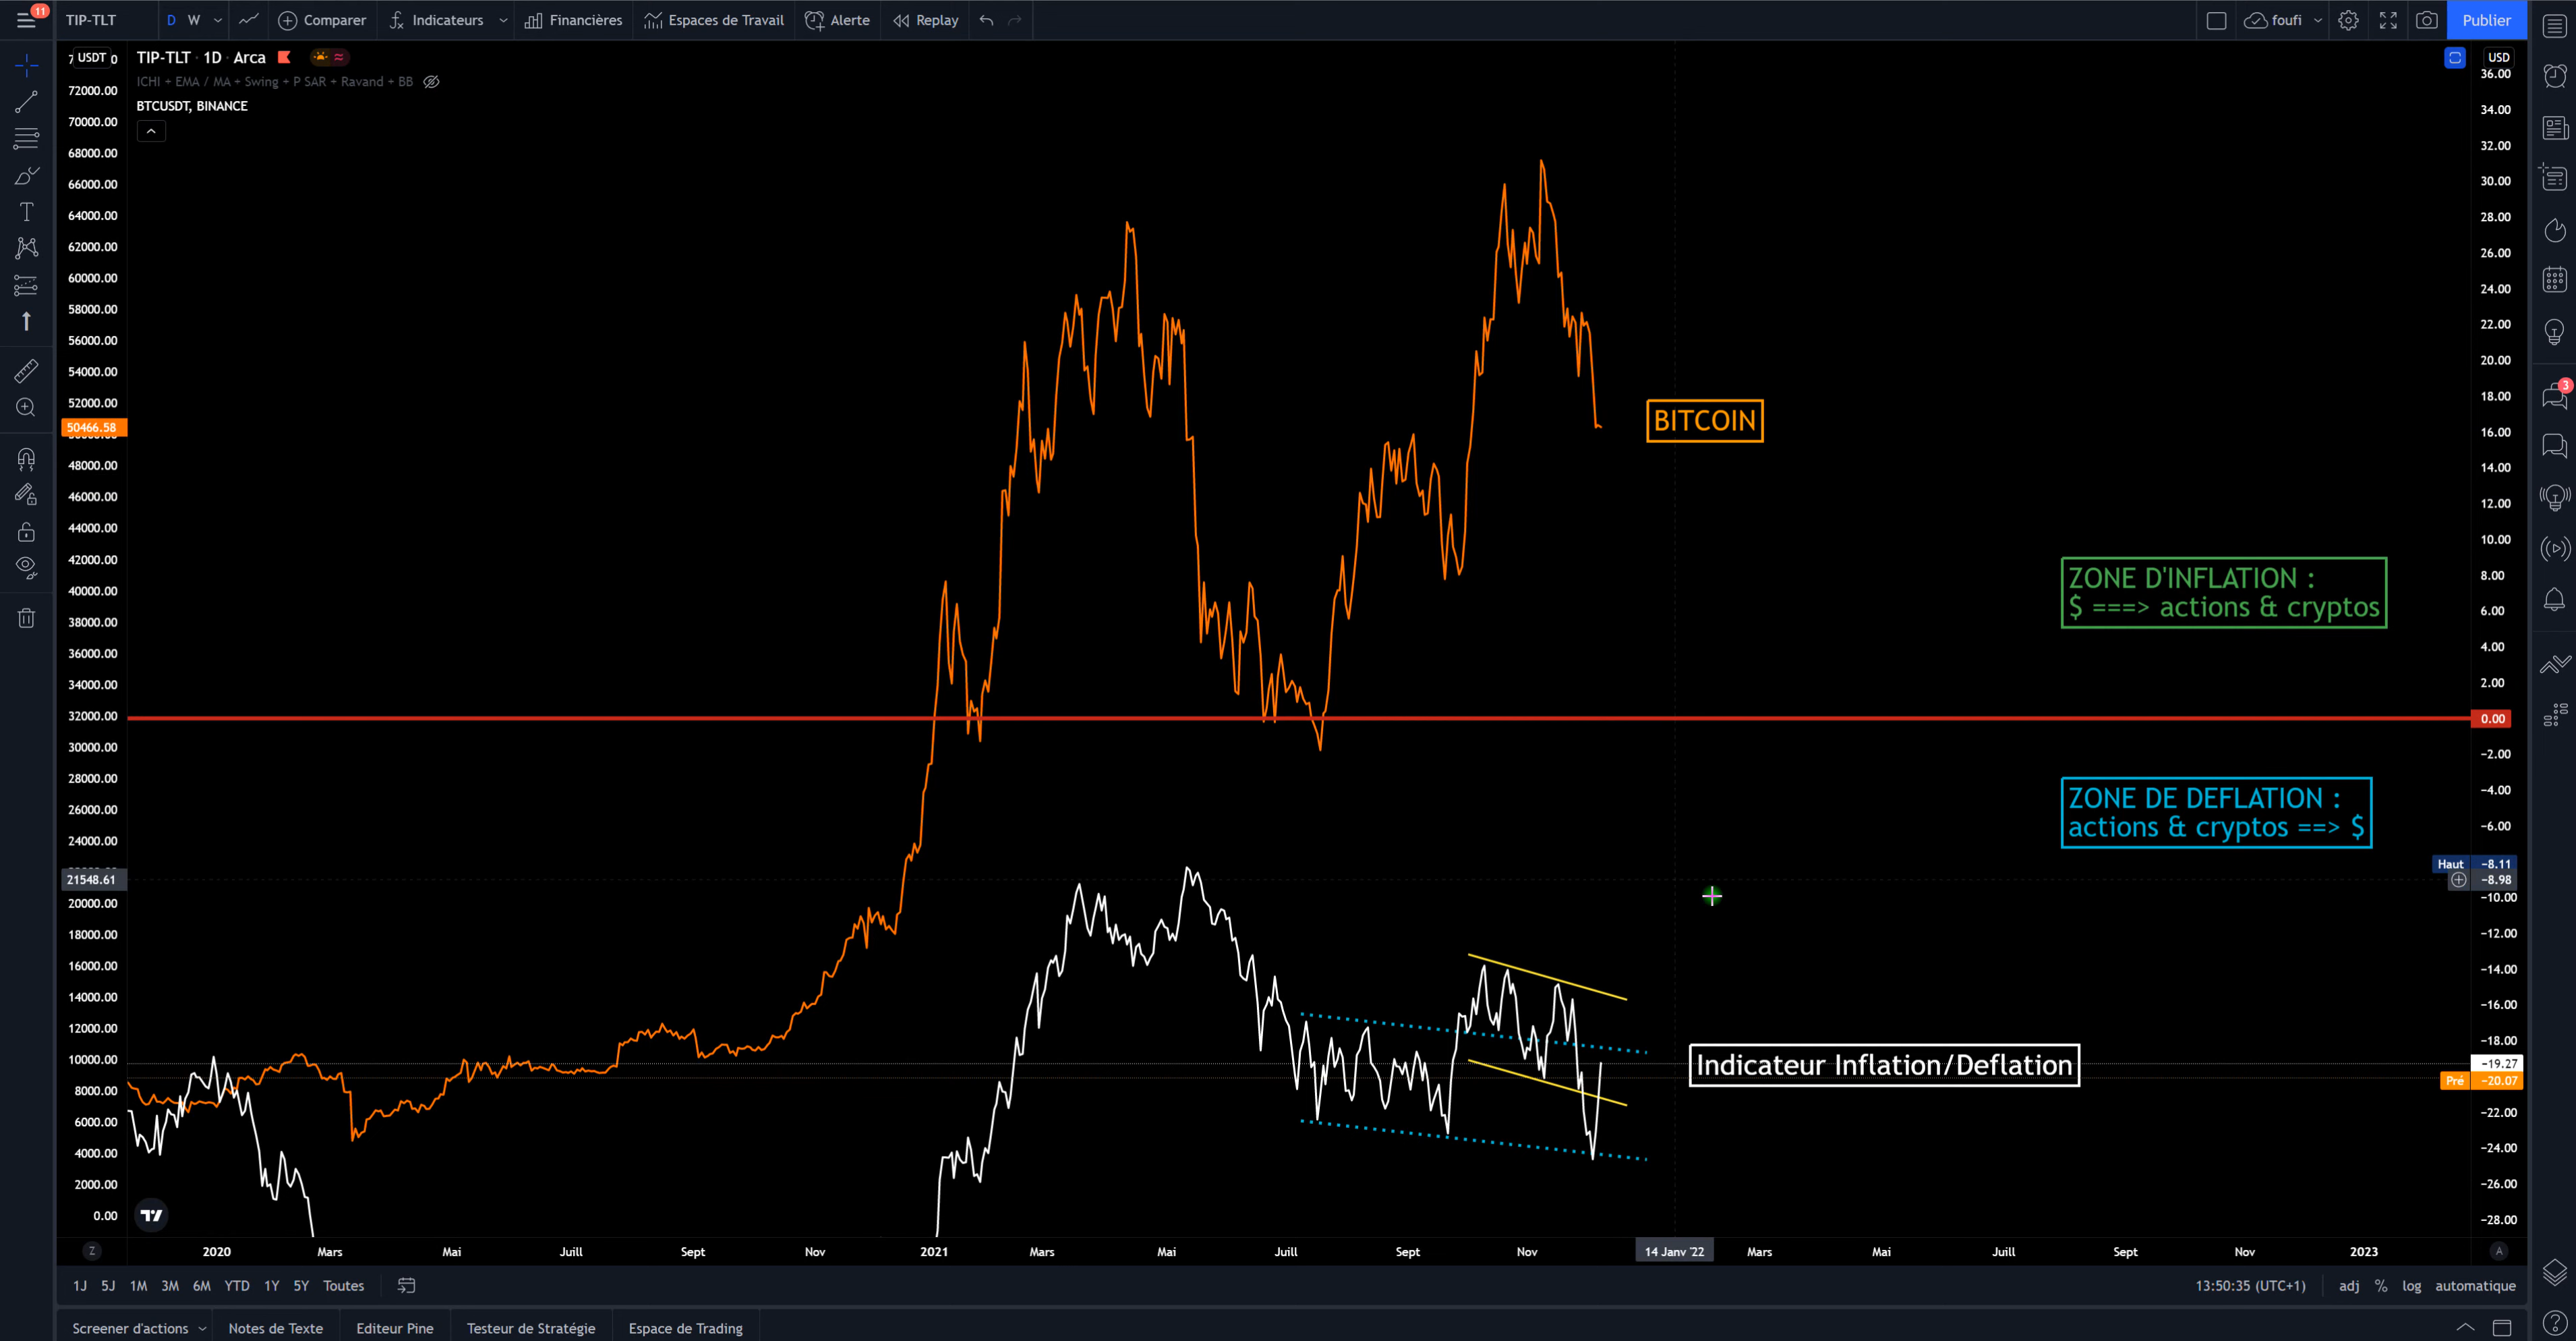 11
TIP-TLT
D
W
Comparer
Indicateurs
Financières
Espaces de Travail
Alerte
Replay
foufi
Publier
USDT
TIP-TLT · 1D · Arca
ICHI + EMA / MA + Swing + P SAR + Ravand + BB
BTCUSDT, BINANCE
USD
72000.00
70000.00
68000.00
66000.00
64000.00
62000.00
60000.00
58000.00
56000.00
54000.00
52000.00
50466.58
48000.00
46000.00
44000.00
42000.00
40000.00
38000.00
36000.00
34000.00
32000.00
30000.00
28000.00
26000.00
24000.00
21548.61
20000.00
18000.00
16000.00
14000.00
12000.00
10000.00
8000.00
6000.00
4000.00
2000.00
0.00
BITCOIN
ZONE D'INFLATION :
$ ===> actions & cryptos
ZONE DE DEFLATION :
actions & cryptos ==> $
Indicateur Inflation/Deflation
36.00
34.00
32.00
30.00
28.00
26.00
24.00
22.00
20.00
18.00
16.00
14.00
12.00
10.00
8.00
6.00
4.00
2.00
0.00
−2.00
−4.00
−6.00
Haut −8.11
−8.98
−10.00
−12.00
−14.00
−16.00
−18.00
−19.27
Pré −20.07
−22.00
−24.00
−26.00
−28.00
3
Z
2020
Mars
Mai
Juill
Sept
Nov
2021
Mars
Mai
Juill
Sept
Nov
14 Janv '22
Mars
Mai
Juill
Sept
Nov
2023
A
1J
5J
1M
3M
6M
YTD
1Y
5Y
Toutes
13:50:35 (UTC+1)
adj
%
log
automatique
Screener d'actions
Notes de Texte
Editeur Pine
Testeur de Stratégie
Espace de Trading